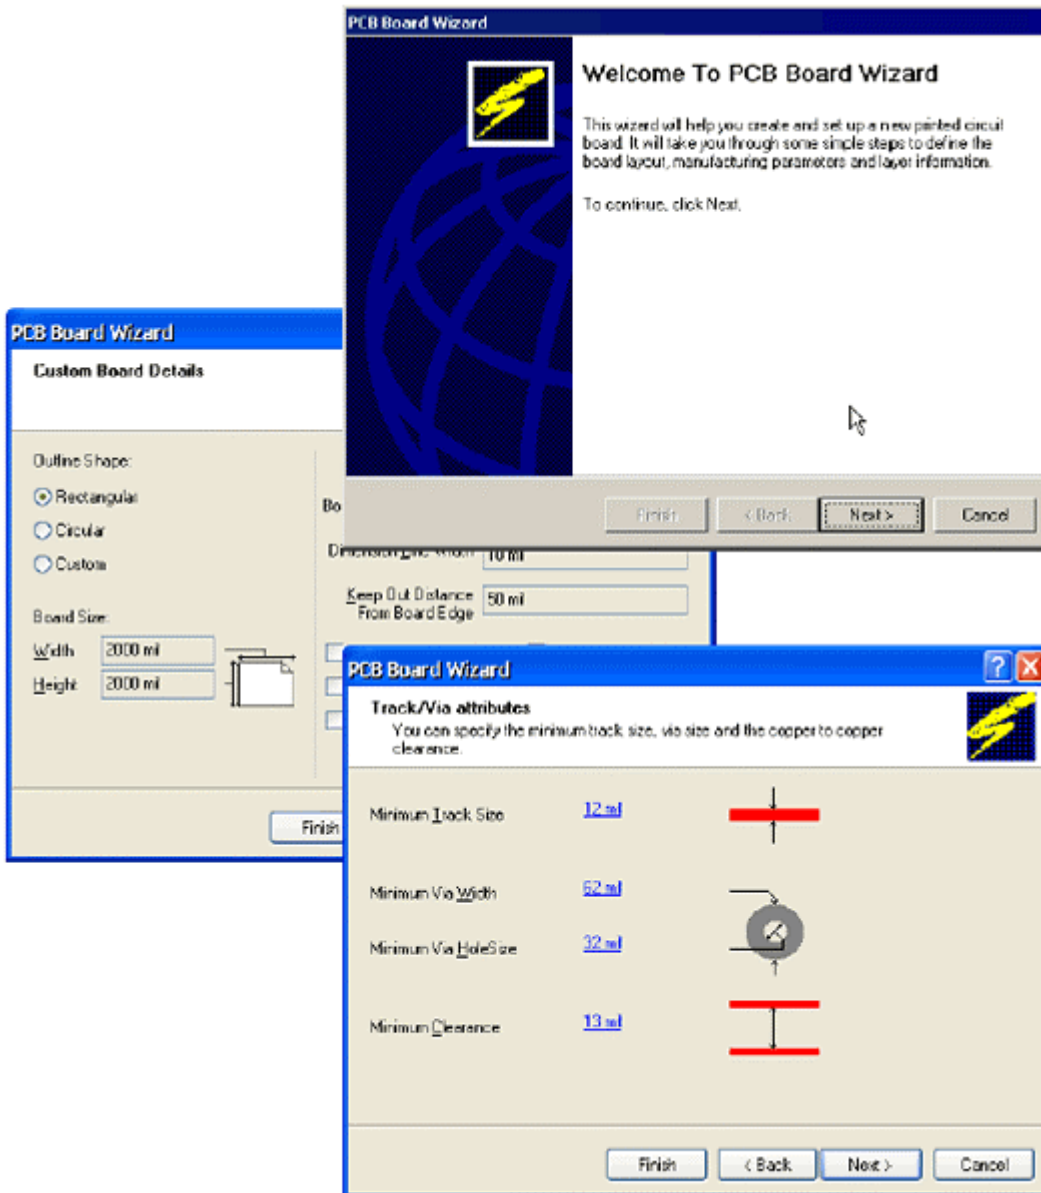 PCB Board Wizard
Welcome To PCB Board Wizard
This wizard will help you create and set up a new printed circuit
board. It will take you through some simple steps to define the
board layout, manufacturing parameters and layer information.
To continue, click Next.
Finish
< Back
Next >
Cancel
PCB Board Wizard
Custom Board Details
Outline Shape:
Rectangular
Circular
Custom
Board Size:
Width 2000 mil
Height 2000 mil
Bo
Dimension Line Width 10 mil
Keep Out Distance
From Board Edge
50 mil
Finish
PCB Board Wizard
Track/Via attributes
You can specify the minimum track size, via size and the copper to copper
clearance.
Minimum Track Size 12 mil
Minimum Via Width 62 mil
Minimum Via HoleSize 32 mil
Minimum Clearance 13 mil
Finish
< Back
Next >
Cancel